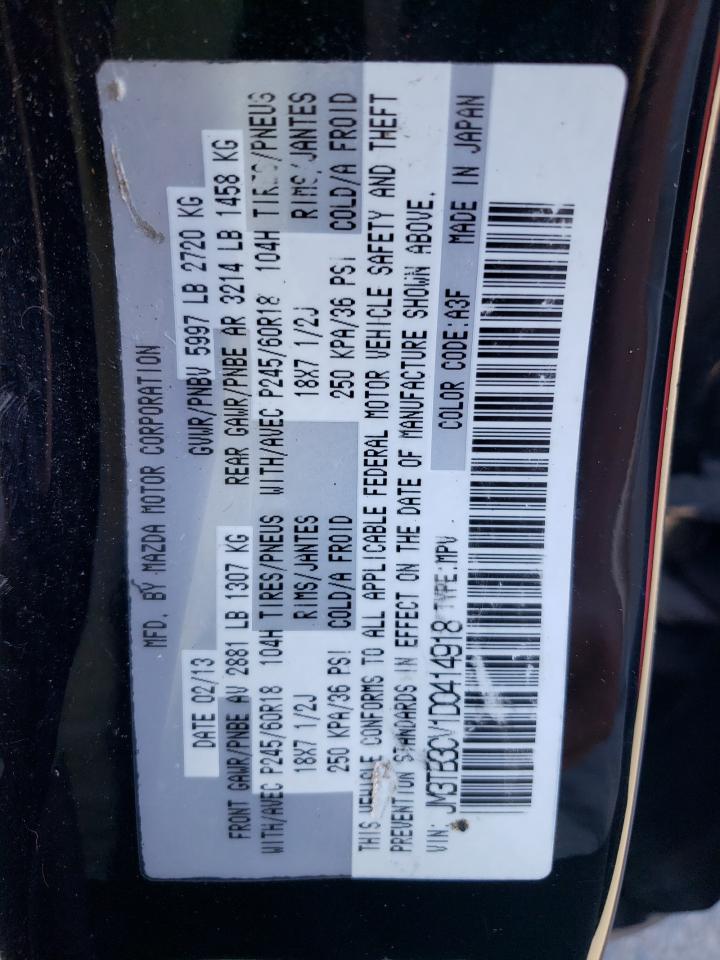 MFD. BY MAZDA MOTOR CORPORATION
DATE 02/13 GVWR/PNBV 5997 LB 2720 KG
FRONT GAWR/PNBE AV 2881 LB 1307 KG REAR GAWR/PNBE AR 3214 LB 1458 KG
WITH/AVEC P245/60R18 104H TIRES/PNEUS WITH/AVEC P245/60R18 104H TIRES/PNEUS
18X7 1/2J RIMS/JANTES 18X7 1/2J RIMS/JANTES
250 KPA/36 PSI COLD/A FROID 250 KPA/36 PSI COLD/A FROID
THIS VEHICLE CONFORMS TO ALL APPLICABLE FEDERAL MOTOR VEHICLE SAFETY AND THEFT
PREVENTION STANDARDS IN EFFECT ON THE DATE OF MANUFACTURE SHOWN ABOVE.
VIN: JM3TB3CV1D0414918 TYPE:MPV COLOR CODE:A3F MADE IN JAPAN